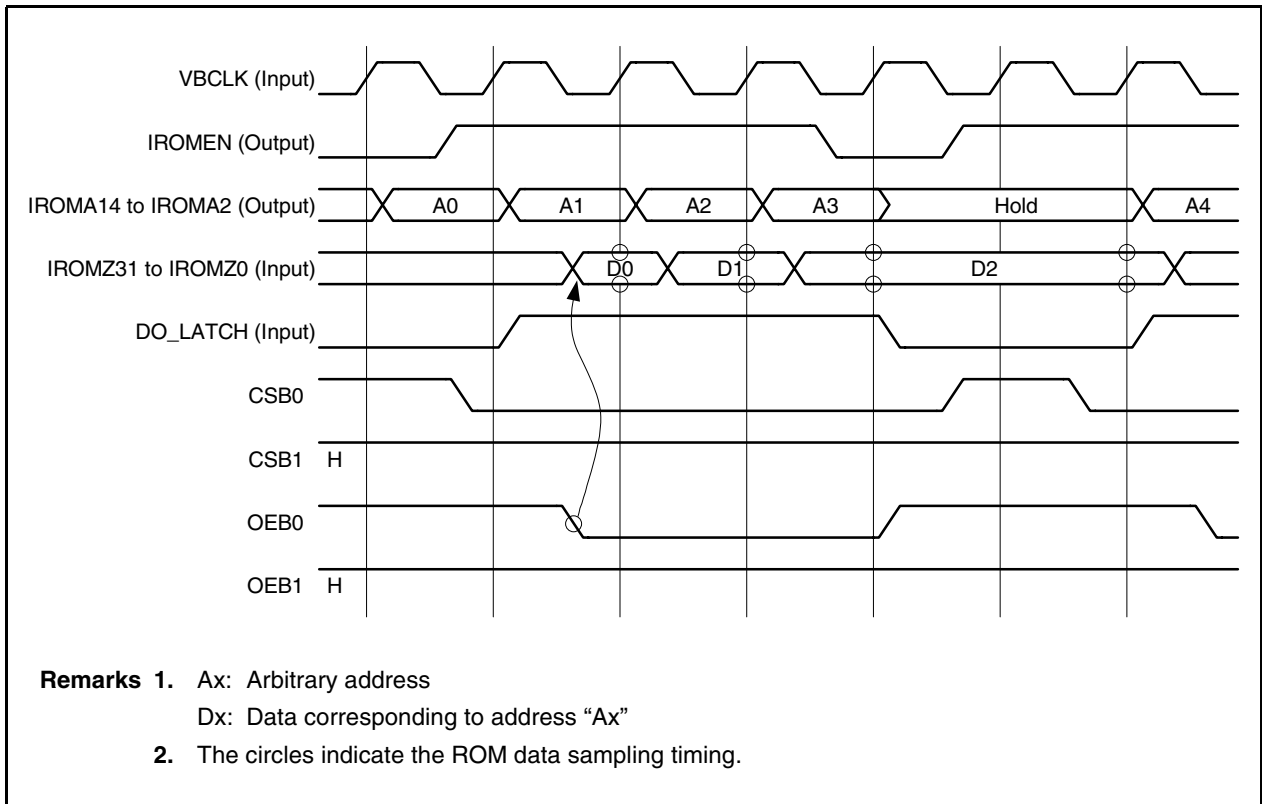 VBCLK (Input)
IROMEN (Output)
IROMA14 to IROMA2 (Output) A0 A1 A2 A3 Hold A4
IROMZ31 to IROMZ0 (Input) D0 D1 D2
DO_LATCH (Input)
CSB0
CSB1 H
OEB0
OEB1 H
Remarks 1. Ax: Arbitrary address
Dx: Data corresponding to address “Ax”
2. The circles indicate the ROM data sampling timing.